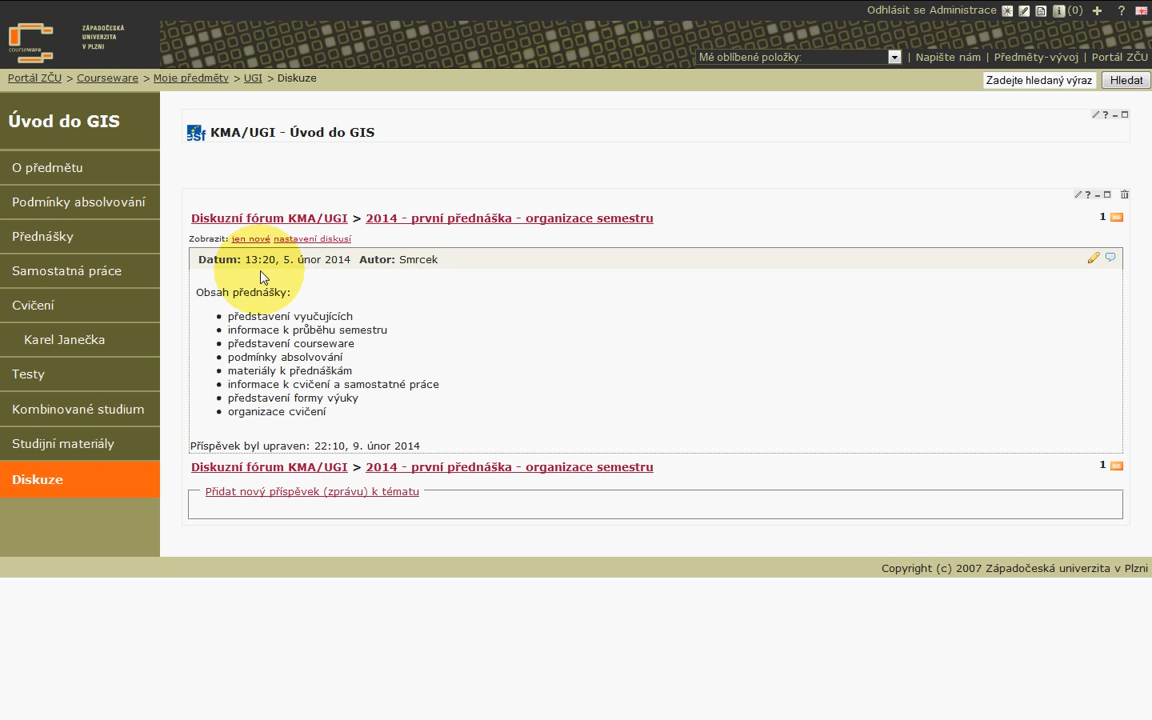 Odhlásit se Administrace (0) + ?
courseware
ZÁPADOČESKÁ
UNIVERZITA
V PLZNI
Mé oblíbené položky: | Napište nám | Předměty-vývoj | Portál ZČU
Portál ZČU > Courseware > Moje předměty > UGI > Diskuze
Zadejte hledaný výraz Hledat
Úvod do GIS
O předmětu
Podmínky absolvování
Přednášky
Samostatná práce
Cvičení
Karel Janečka
Testy
Kombinované studium
Studijní materiály
Diskuze
esf KMA/UGI - Úvod do GIS
Diskuzní fórum KMA/UGI > 2014 - první přednáška - organizace semestru 1
Zobrazit: jen nové nastavení diskusí
Datum: 13:20, 5. únor 2014 Autor: Smrcek
Obsah přednášky:
• představení vyučujících
• informace k průběhu semestru
• představení courseware
• podmínky absolvování
• materiály k přednáškám
• informace k cvičení a samostatné práce
• představení formy výuky
• organizace cvičení
Příspěvek byl upraven: 22:10, 9. únor 2014
Diskuzní fórum KMA/UGI > 2014 - první přednáška - organizace semestru 1
Přidat nový příspěvek (zprávu) k tématu
Copyright (c) 2007 Západočeská univerzita v Plzni